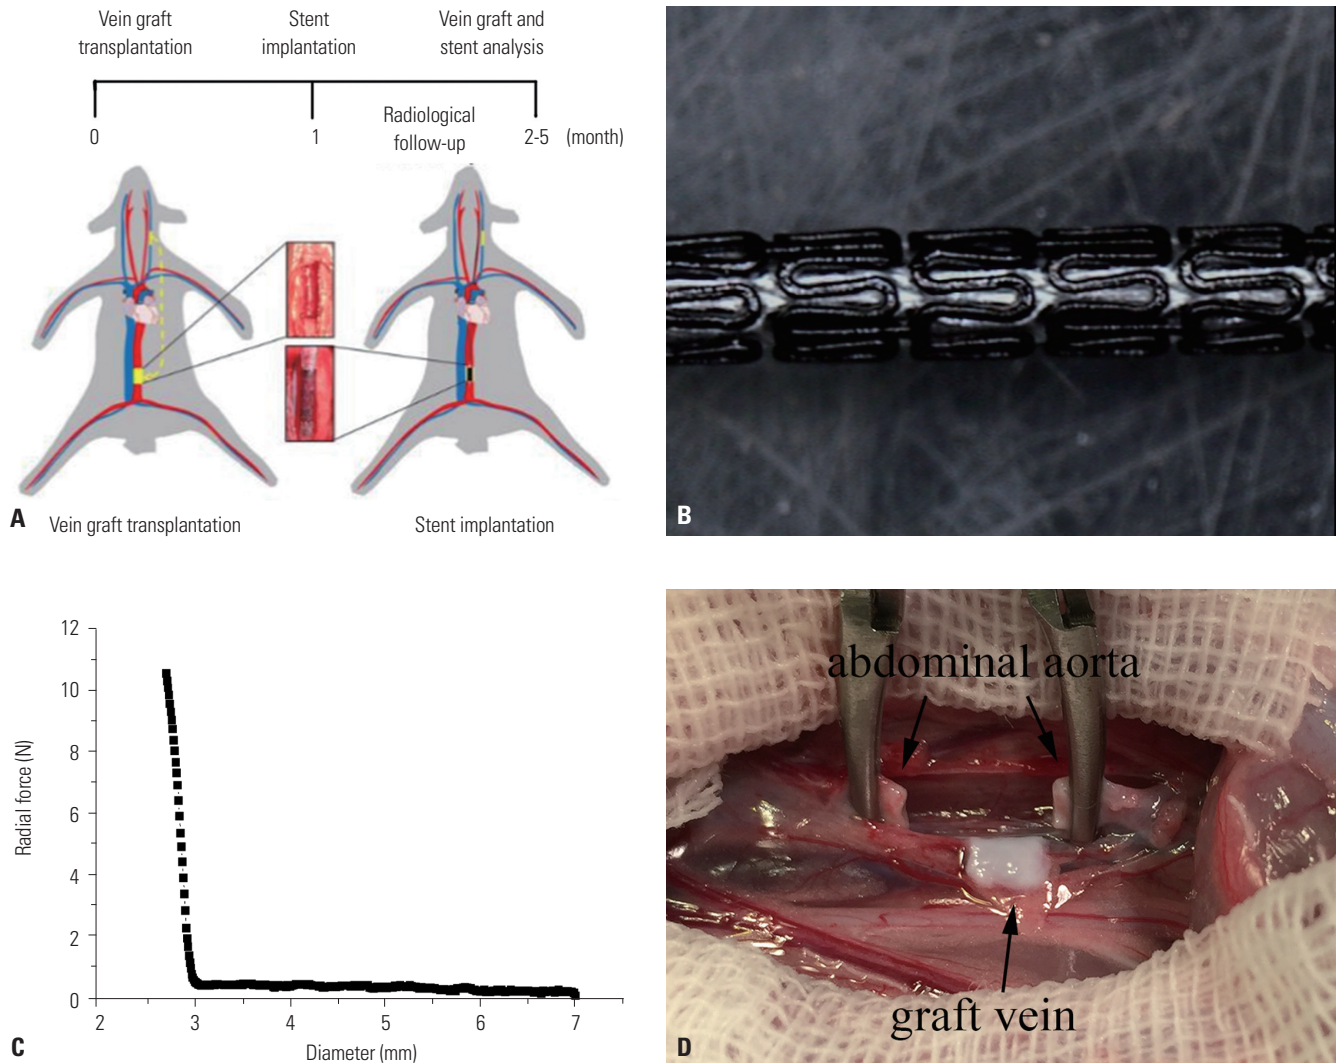 Vein graft
transplantation
Stent
implantation
Vein graft and
stent analysis
Radiological
follow-up
0
1
2-5
(month)
A
Vein graft transplantation
Stent implantation
B
12
10
8
6
4
2
0
Radial force (N)
2
3
4
5
6
7
Diameter (mm)
C
abdominal aorta
graft vein
D